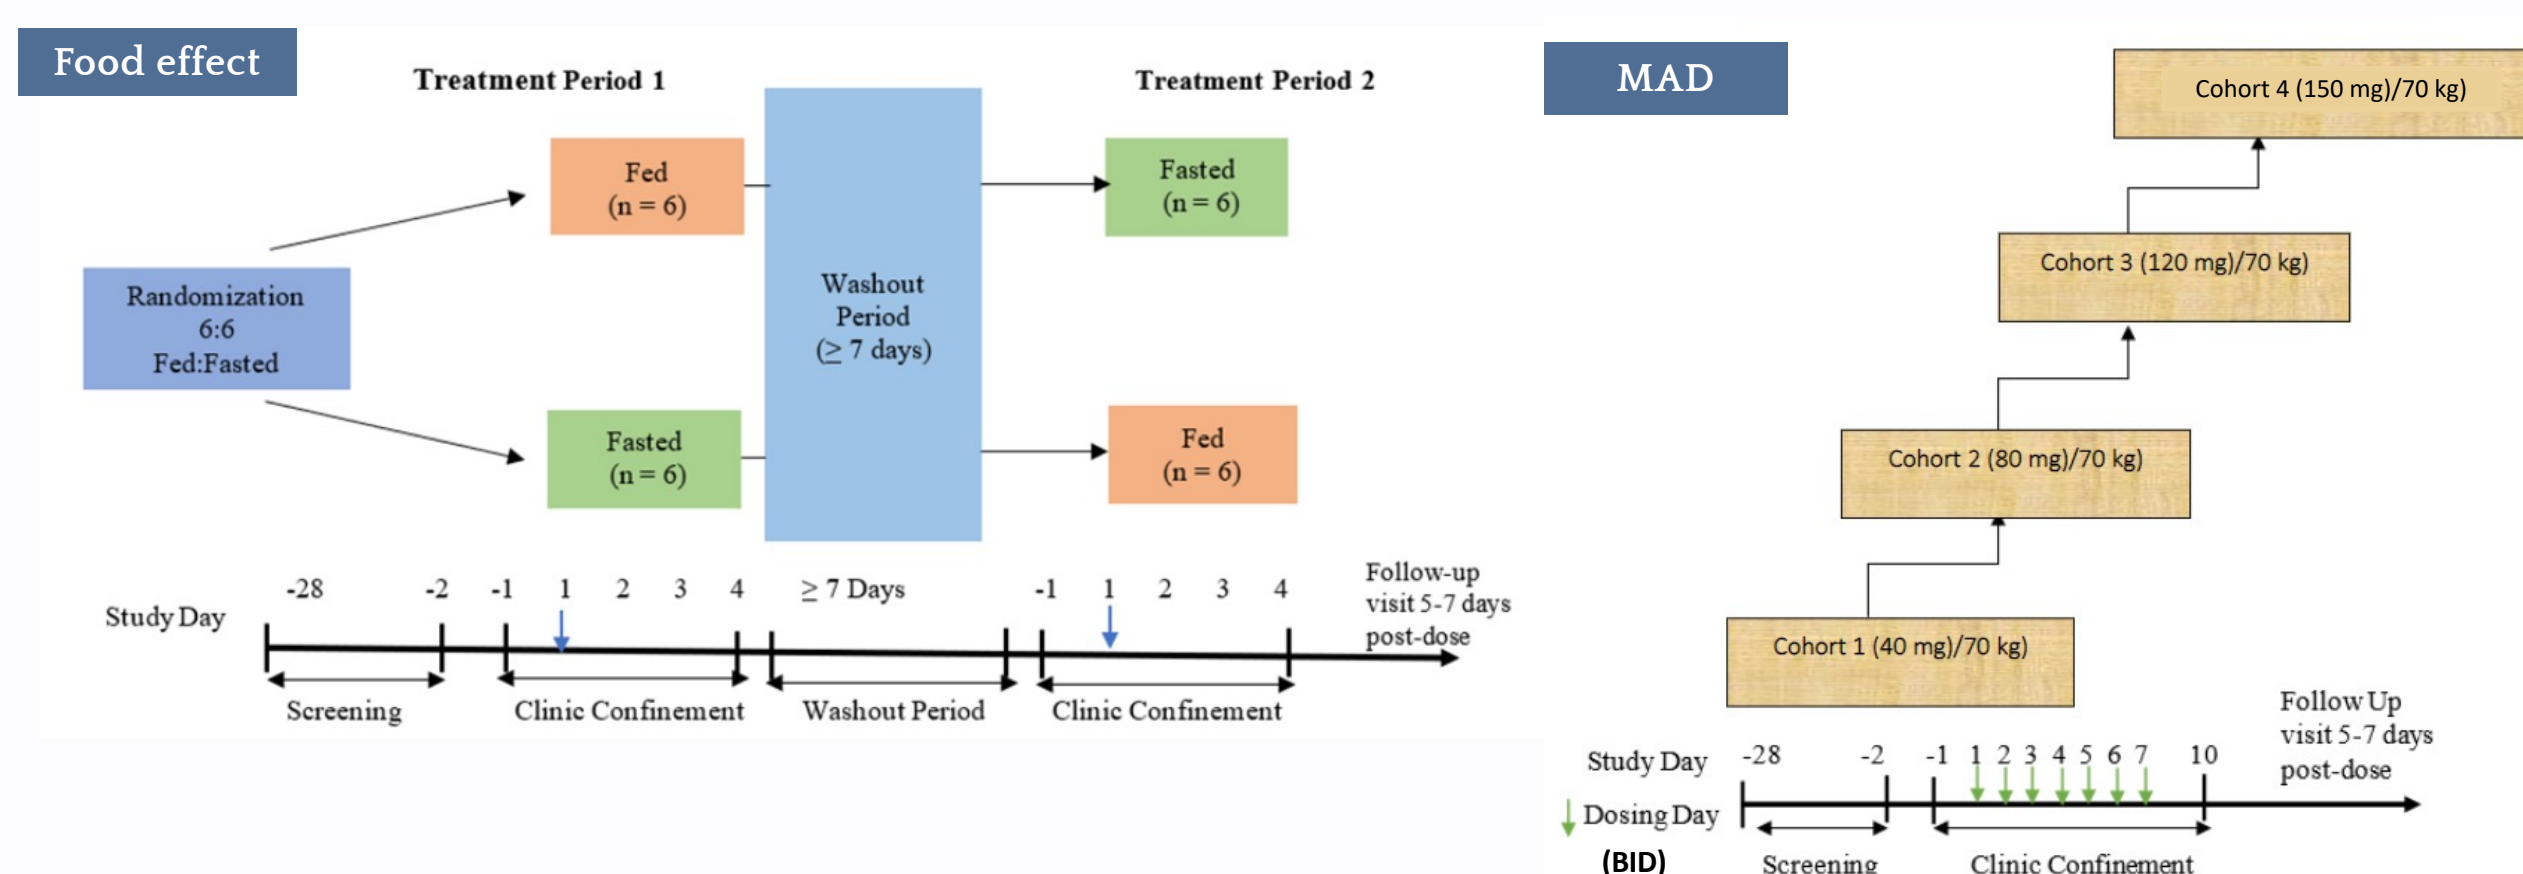 Food effect
Treatment Period 1
Treatment Period 2
Fed
(n = 6)
Fasted
(n = 6)
Randomization
6:6
Fed:Fasted
Washout
Period
(≥ 7 days)
Fasted
(n = 6)
Fed
(n = 6)
Study Day
-28
-2
-1
1
2
3
4
≥ 7 Days
-1
1
2
3
4
Follow-up
visit 5-7 days
post-dose
Screening
Clinic Confinement
Washout Period
Clinic Confinement
MAD
Cohort 4 (150 mg)/70 kg)
Cohort 3 (120 mg)/70 kg)
Cohort 2 (80 mg)/70 kg)
Cohort 1 (40 mg)/70 kg)
Study Day
-28
-2
-1
1
2
3
4
5
6
7
10
Follow Up
visit 5-7 days
post-dose
Dosing Day
(BID)
Screening
Clinic Confinement